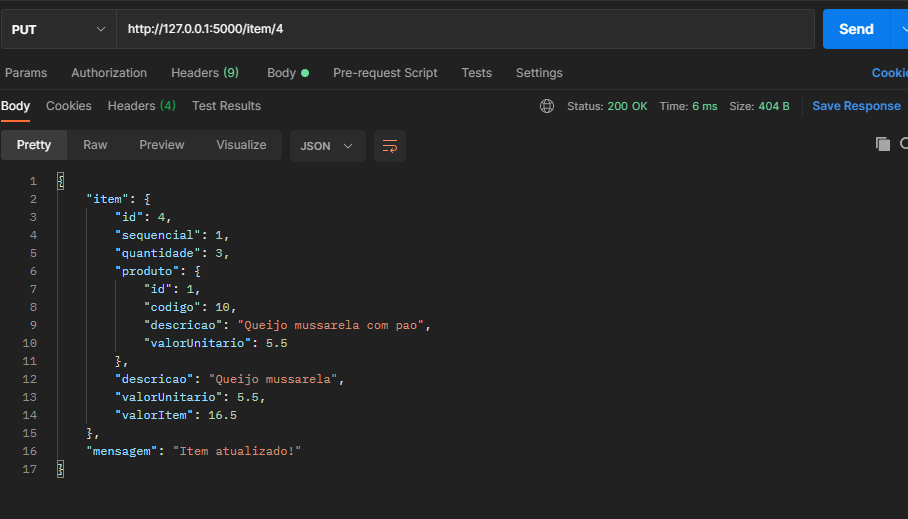 PUT http://127.0.0.1:5000/item/4 Send
Params Authorization Headers (9) Body Pre-request Script Tests Settings Cookie
Body Cookies Headers (4) Test Results Status: 200 OK Time: 6 ms Size: 404 B Save Response
Pretty Raw Preview Visualize JSON
1 {
2 "item": {
3 "id": 4,
4 "sequencial": 1,
5 "quantidade": 3,
6 "produto": {
7 "id": 1,
8 "codigo": 10,
9 "descricao": "Queijo mussarela com pao",
10 "valorUnitario": 5.5
11 },
12 "descricao": "Queijo mussarela",
13 "valorUnitario": 5.5,
14 "valorItem": 16.5
15 },
16 "mensagem": "Item atualizado!"
17 }